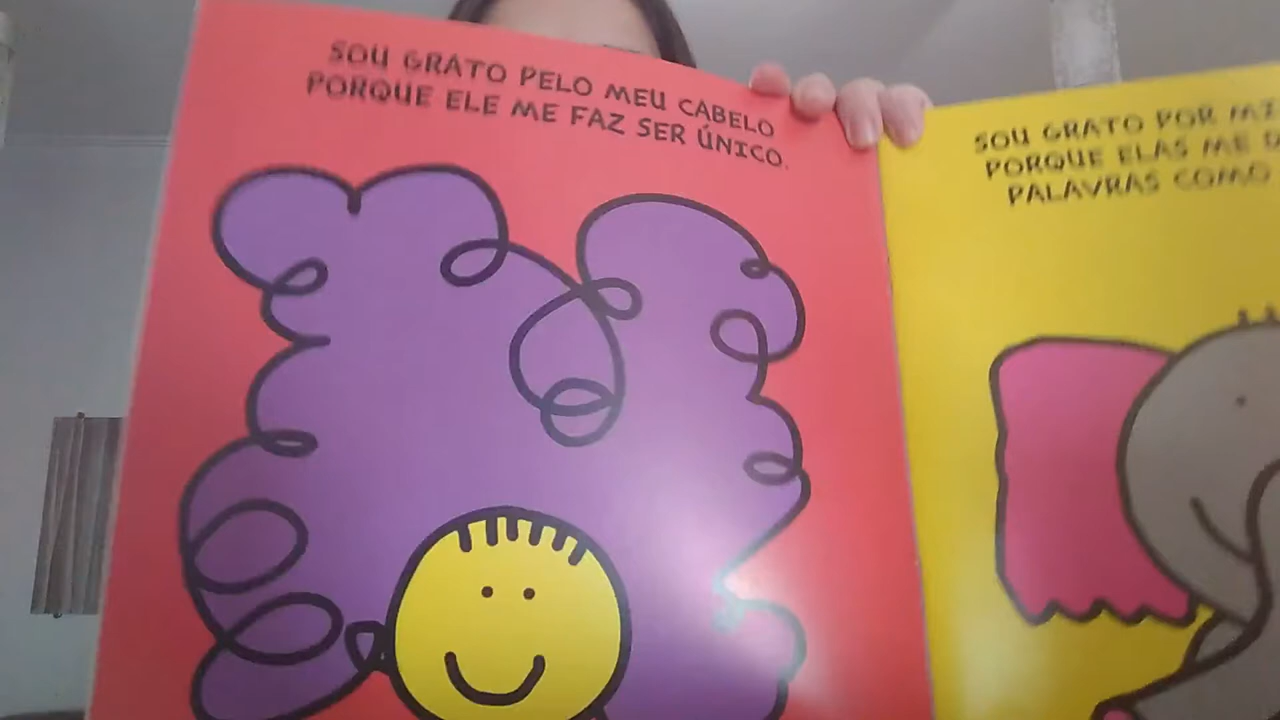 SOU GRATO PELO MEU CABELO
PORQUE ELE ME FAZ SER ÚNICO.
SOU GRATO POR
PORQUE ELAS ME
PALAVRAS COMO